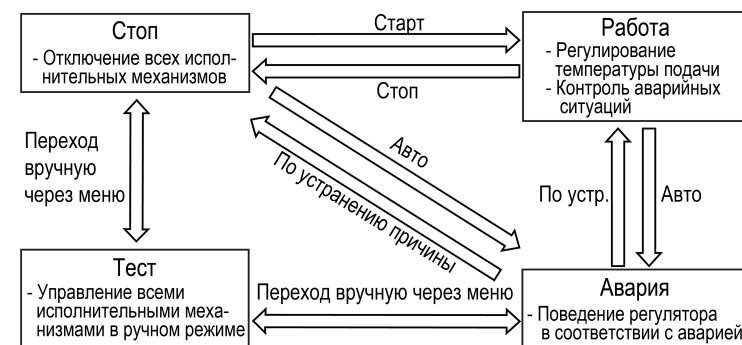 Стоп
- Отключение всех испол-
нительных механизмов
Старт
Стоп
Работа
- Регулирование
температуры подачи
- Контроль аварийных
ситуаций
Переход
вручную
через меню
Авто
По устранению причины
По устр.
Авто
Тест
- Управление всеми
исполнительными меха-
низмами в ручном режиме
Переход вручную через меню
Авария
- Поведение регулятора
в соответствии с аварией